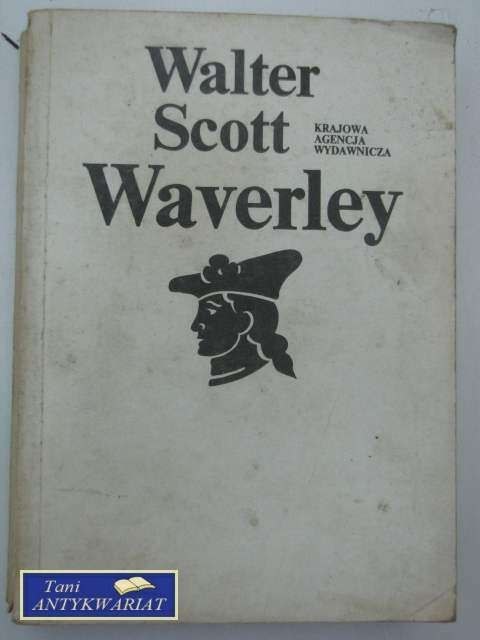 Walter
Scott
KRAJOWA
AGENCJA
WYDAWNICZA
Waverley
Tani
ANTYKWARIAT